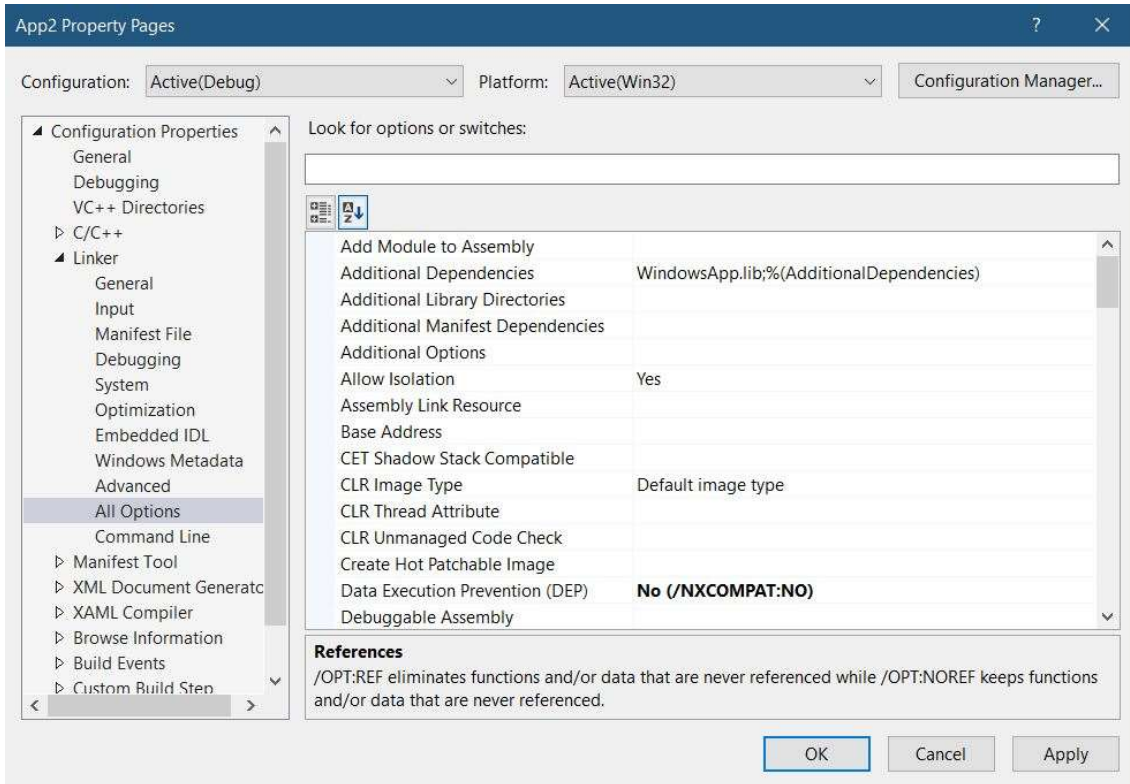 App2 Property Pages
Configuration: Active(Debug) Platform: Active(Win32) Configuration Manager...
Configuration Properties
General
Debugging
VC++ Directories
C/C++
Linker
General
Input
Manifest File
Debugging
System
Optimization
Embedded IDL
Windows Metadata
Advanced
All Options
Command Line
Manifest Tool
XML Document Generatc
XAML Compiler
Browse Information
Build Events
Custom Build Step
Look for options or switches:
Add Module to Assembly
Additional Dependencies WindowsApp.lib;%(AdditionalDependencies)
Additional Library Directories
Additional Manifest Dependencies
Additional Options
Allow Isolation Yes
Assembly Link Resource
Base Address
CET Shadow Stack Compatible
CLR Image Type Default image type
CLR Thread Attribute
CLR Unmanaged Code Check
Create Hot Patchable Image
Data Execution Prevention (DEP) No (/NXCOMPAT:NO)
Debuggable Assembly
References
/OPT:REF eliminates functions and/or data that are never referenced while /OPT:NOREF keeps functions
and/or data that are never referenced.
OK Cancel Apply